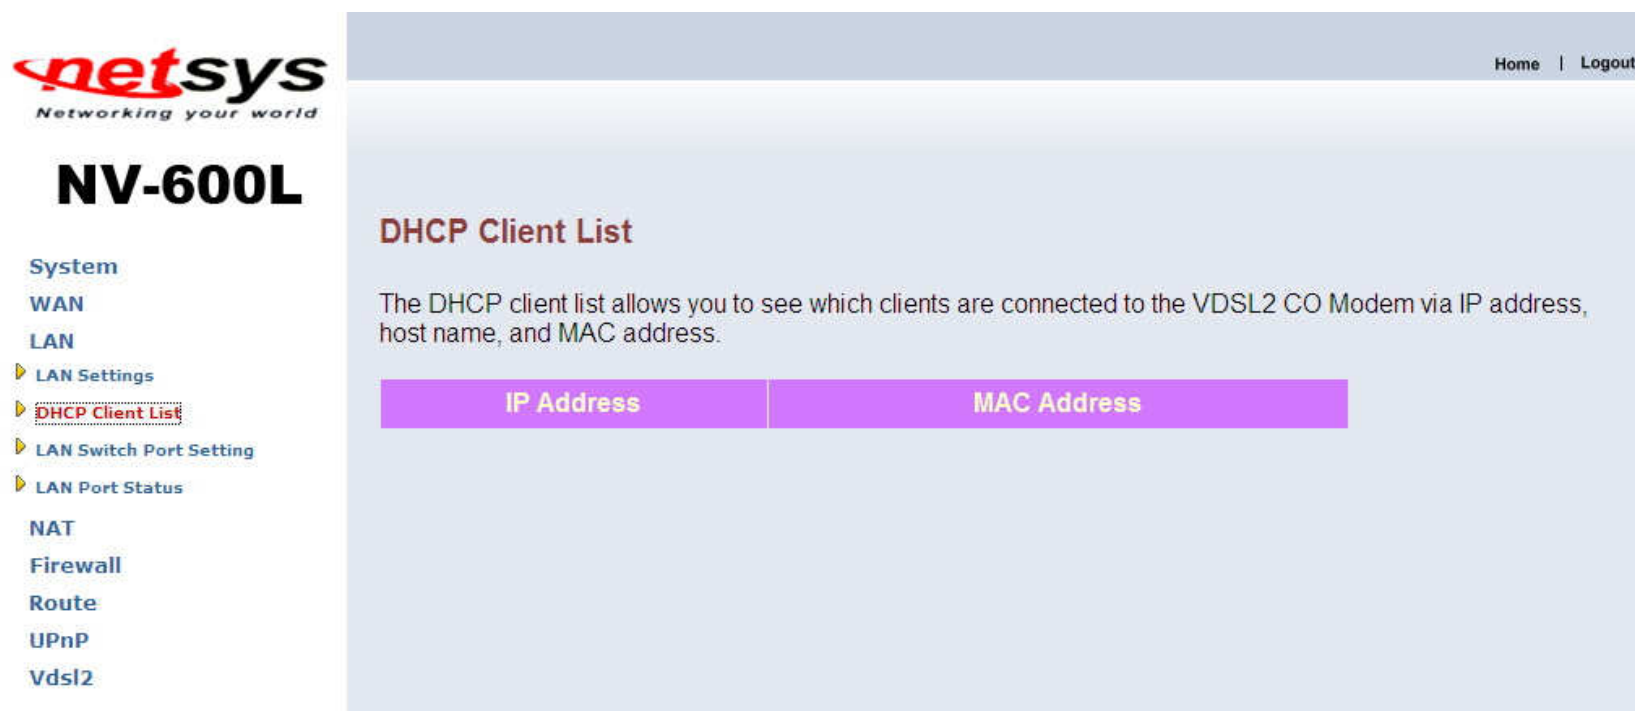 netsys
Networking your world
NV-600L
System
WAN
LAN
LAN Settings
DHCP Client List
LAN Switch Port Setting
LAN Port Status
NAT
Firewall
Route
UPnP
Vdsl2
Home | Logout
DHCP Client List
The DHCP client list allows you to see which clients are connected to the VDSL2 CO Modem via IP address,
host name, and MAC address.
IP Address MAC Address